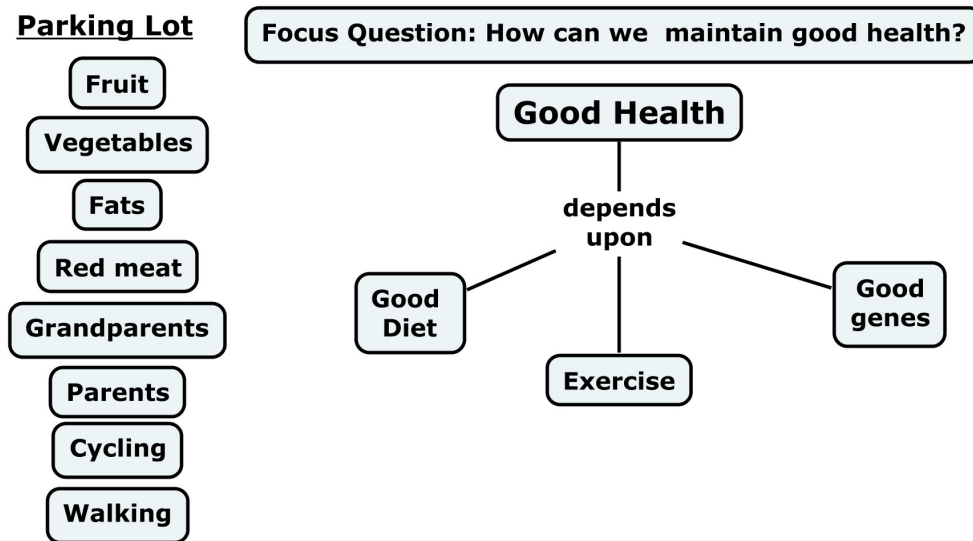 Parking Lot
Fruit
Vegetables
Fats
Red meat
Grandparents
Parents
Cycling
Walking
Focus Question: How can we maintain good health?
Good Health
depends
upon
Good
Diet
Exercise
Good
genes